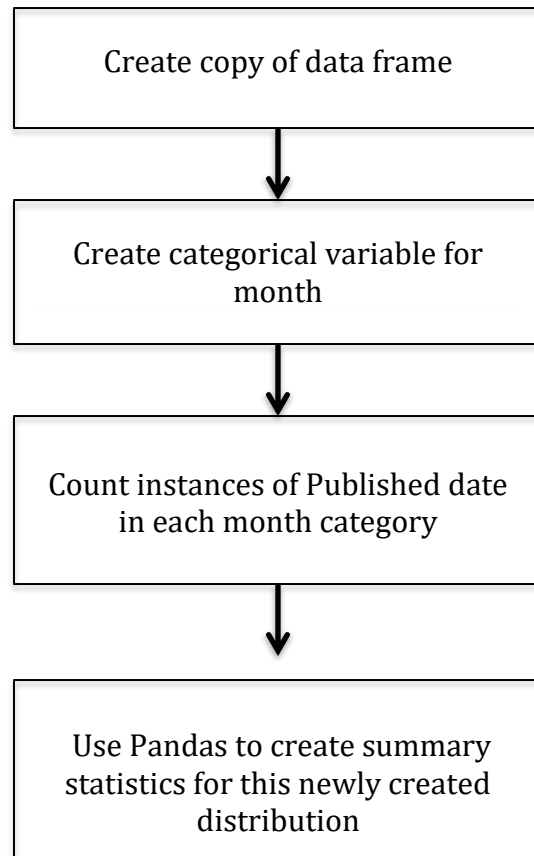 Create copy of data frame
Create categorical variable for
month
Count instances of Published date
in each month category
Use Pandas to create summary
statistics for this newly created
distribution